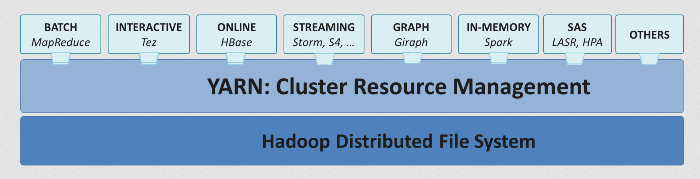 BATCH
MapReduce
INTERACTIVE
Tez
ONLINE
HBase
STREAMING
Storm, S4, ...
GRAPH
Giraph
IN-MEMORY
Spark
SAS
LASR, HPA
OTHERS
YARN: Cluster Resource Management
Hadoop Distributed File System